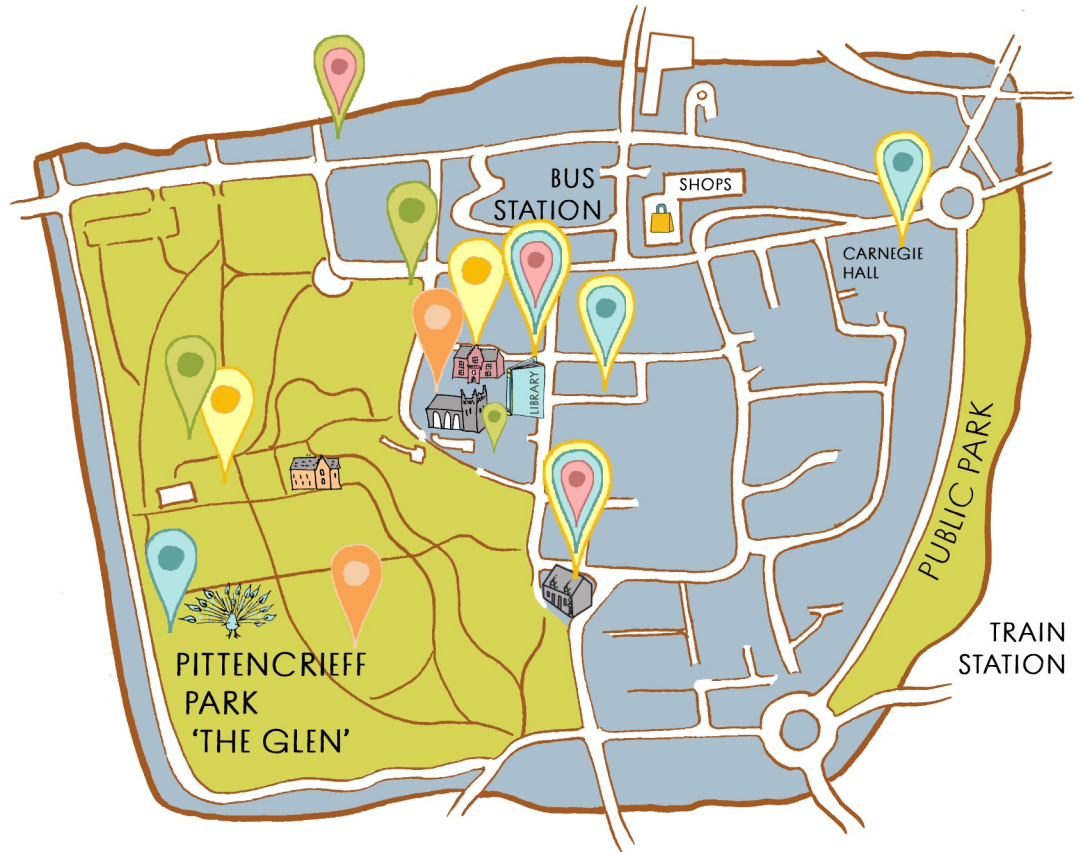 BUS
STATION
SHOPS
CARNEGIE
HALL
LIBRARY
PUBLIC PARK
TRAIN
STATION
PITTENCRIEFF
PARK
'THE GLEN'